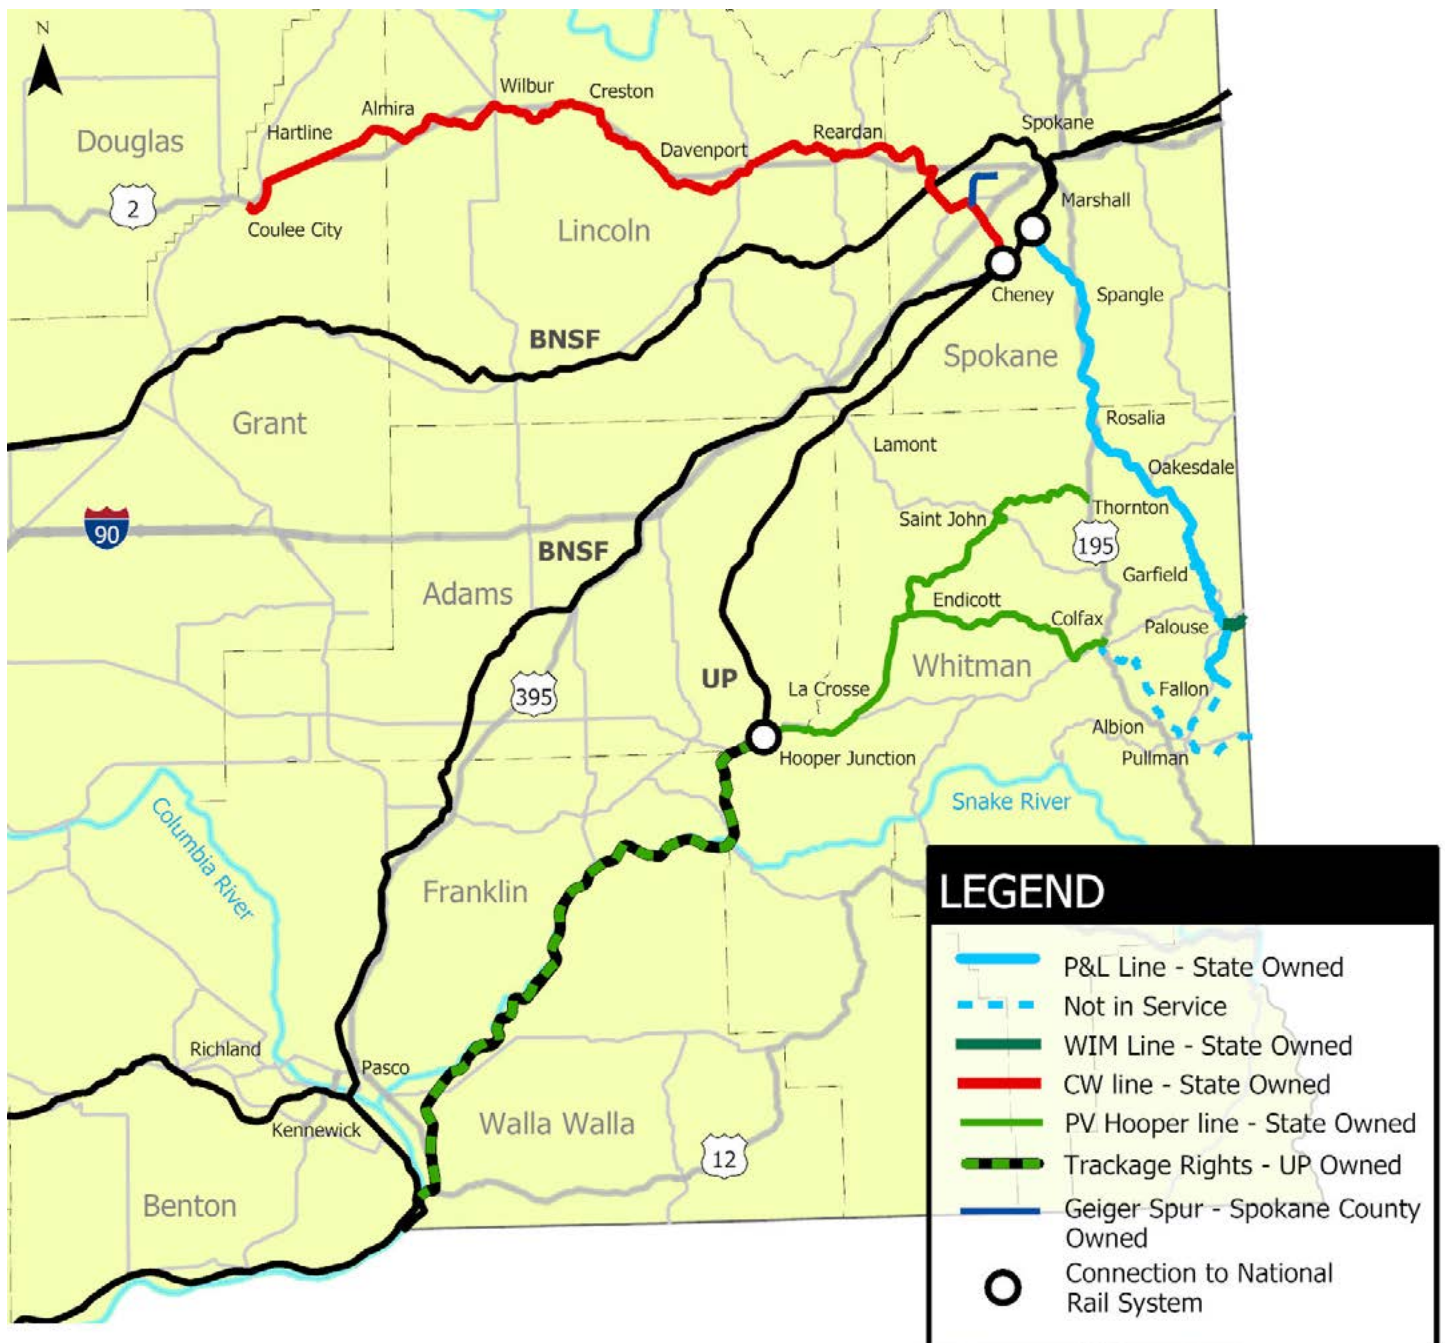 N
Wilbur
Creston
Almira
Hartline
Douglas
Reardan
Spokane
Davenport
2
Coulee City
Lincoln
Marshall
Cheney
Spangle
BNSF
Spokane
Grant
Rosalia
Lamont
Oakesdale
90
Saint John
Thornton
195
BNSF
Adams
Garfield
Endicott
Colfax
Palouse
Whitman
UP
395
La Crosse
Fallon
Albion
Hooper Junction
Pullman
Columbia River
Snake River
Franklin
Richland
Pasco
Kennewick
Walla Walla
12
Benton
LEGEND
P&L Line - State Owned
Not in Service
WIM Line - State Owned
CW line - State Owned
PV Hooper line - State Owned
Trackage Rights - UP Owned
Geiger Spur - Spokane County
Owned
Connection to National
Rail System